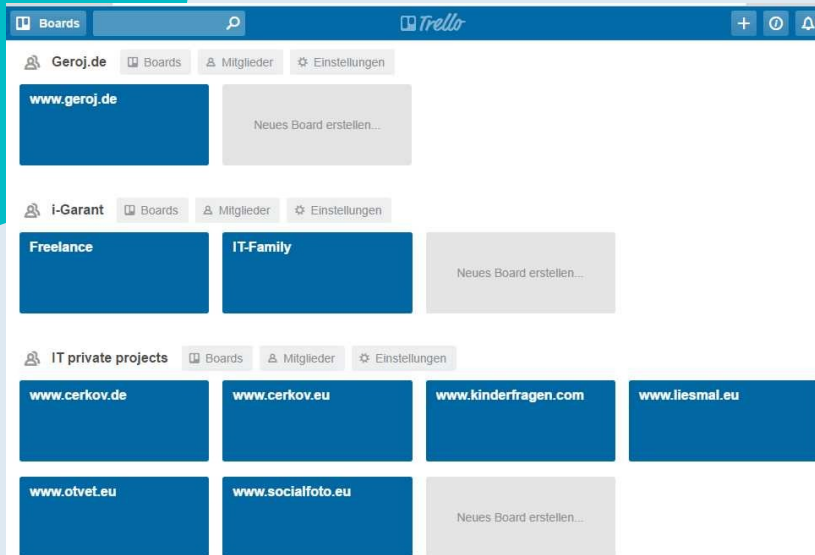 Boards Trello
Geroj.de Boards Mitglieder Einstellungen
www.geroj.de
Neues Board erstellen...
i-Garant Boards Mitglieder Einstellungen
Freelance IT-Family
Neues Board erstellen...
IT private projects Boards Mitglieder Einstellungen
www.cerkov.de www.cerkov.eu www.kinderfragen.com www.liesmal.eu
www.otvet.eu www.socialfoto.eu
Neues Board erstellen...